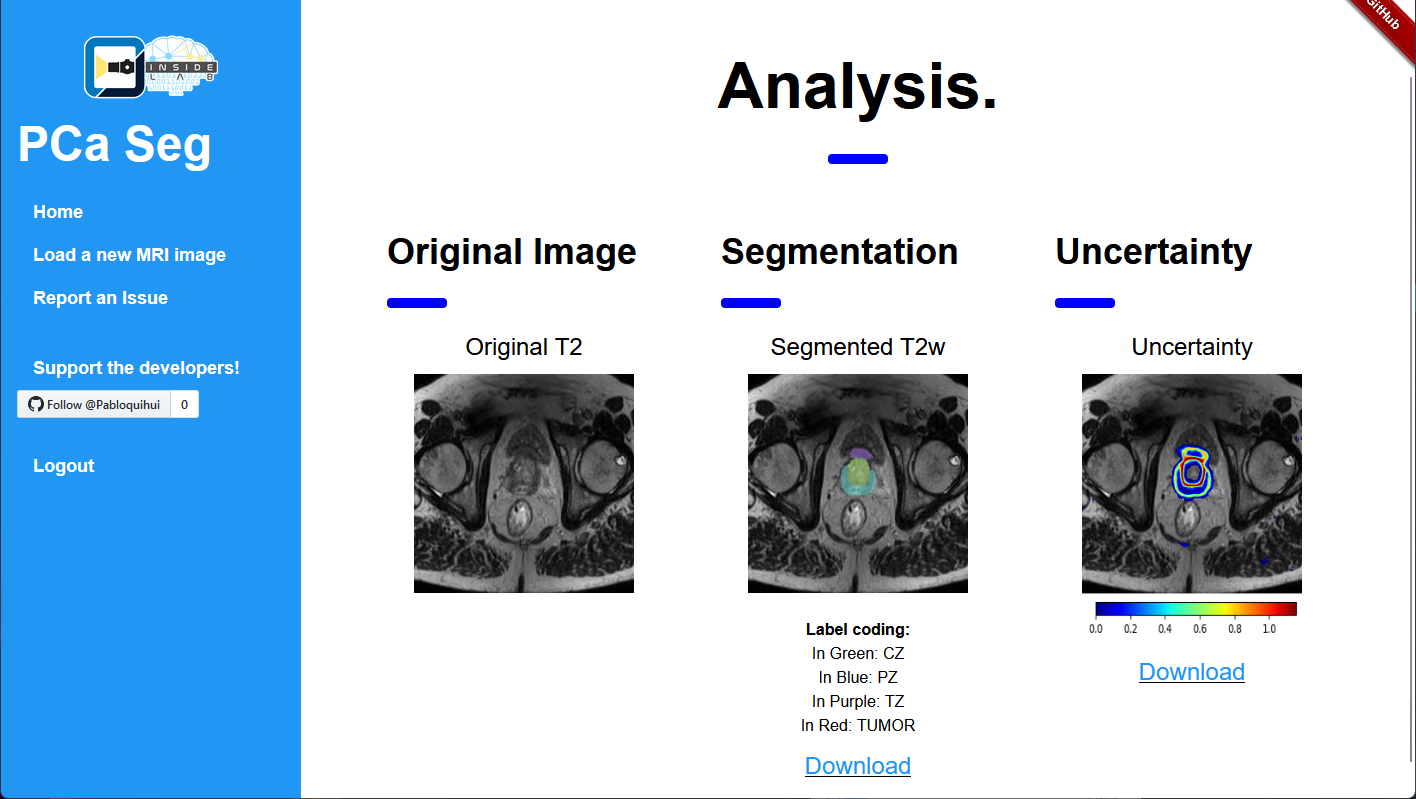 INSIDE
LAB
PCa Seg
Home
Load a new MRI image
Report an Issue
Support the developers!
Follow @Pabloquihui
0
Logout
GitHub
Analysis.
Original Image
Original T2
Segmentation
Segmented T2w
Label coding:
In Green: CZ
In Blue: PZ
In Purple: TZ
In Red: TUMOR
Download
Uncertainty
Uncertainty
0.0 0.2 0.4 0.6 0.8 1.0
Download